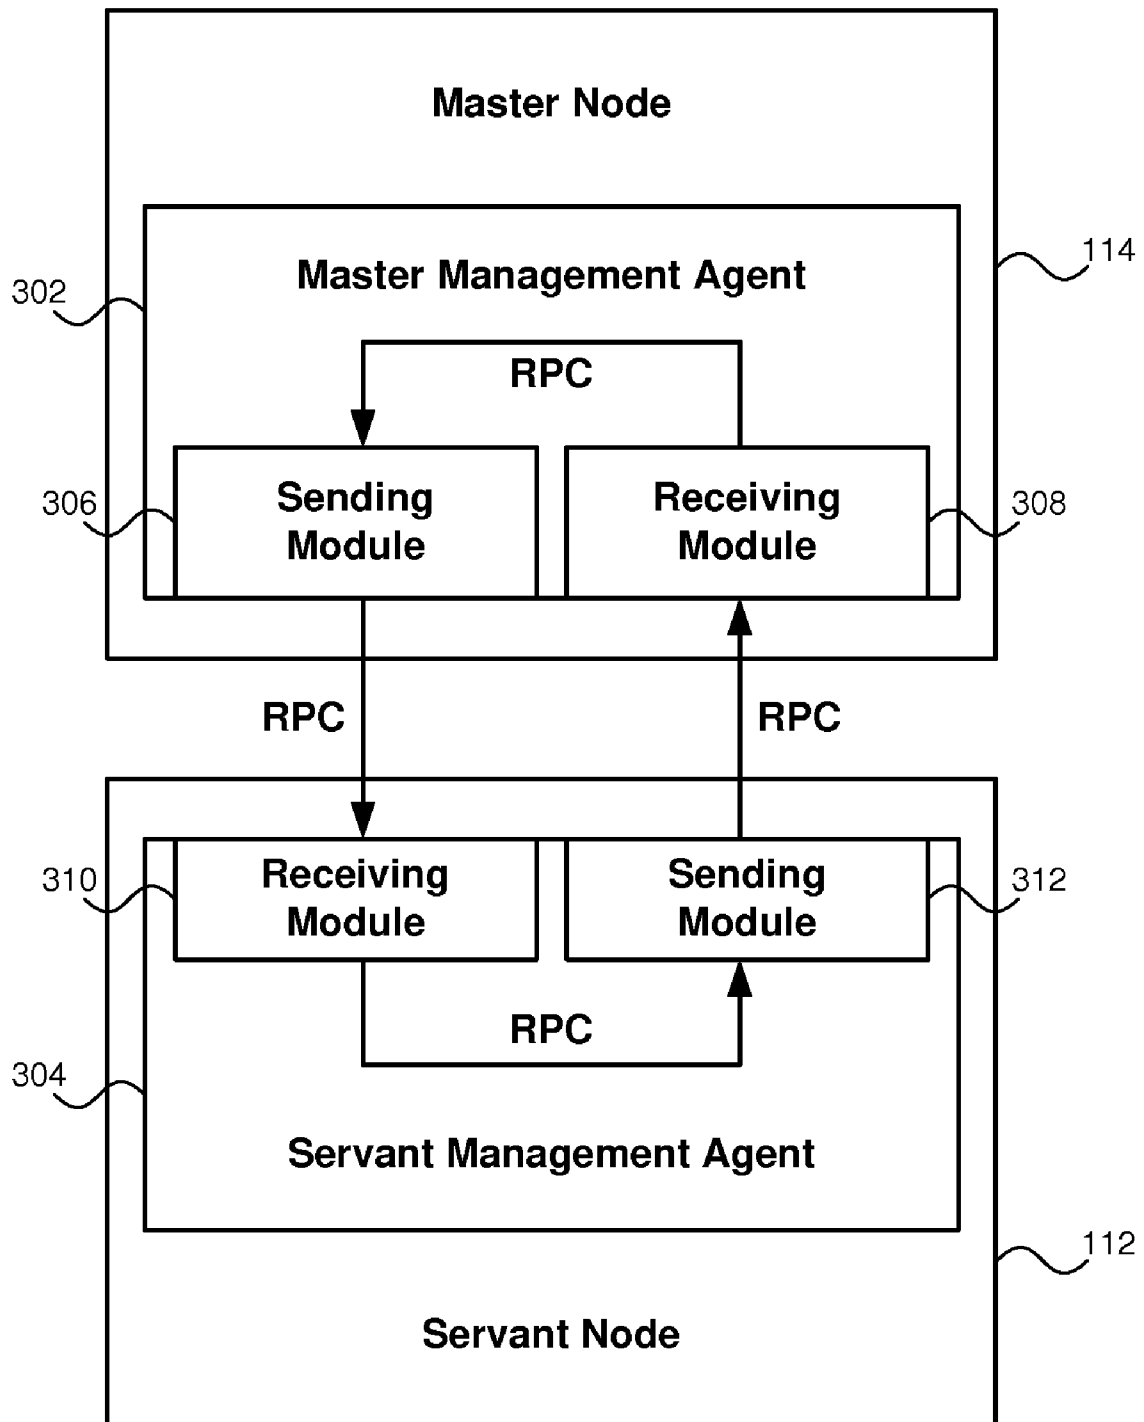 Master Node
114
Master Management Agent
302
RPC
Sending
Module
Receiving
Module
306
308
RPC
RPC
Receiving
Module
Sending
Module
310
312
RPC
304
Servant Management Agent
112
Servant Node